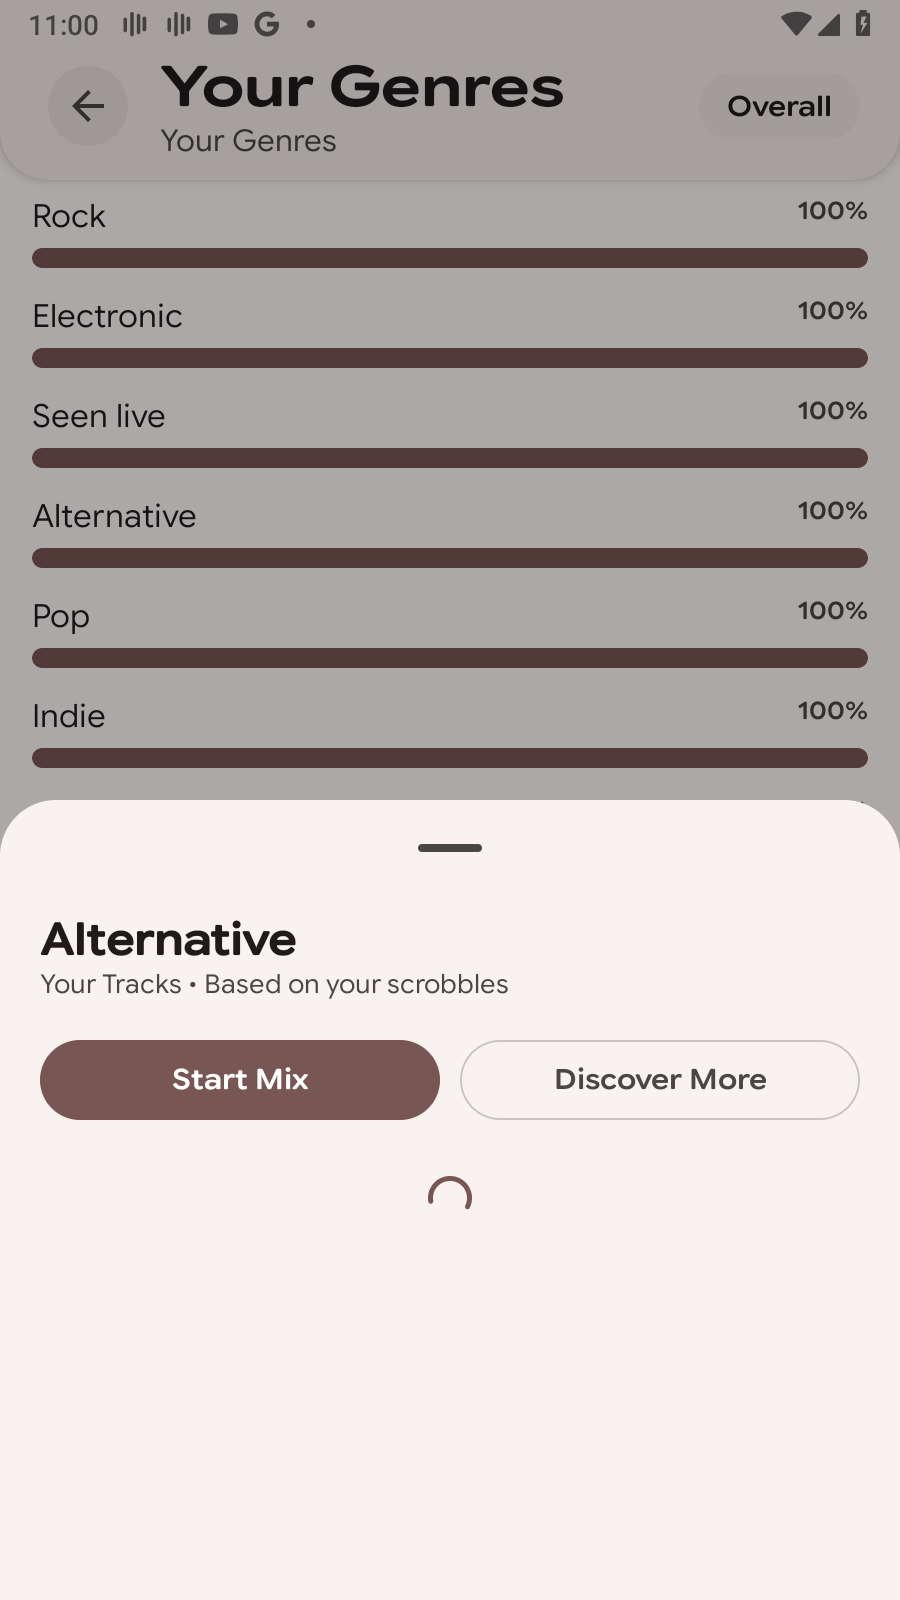 11:00
Your Genres
Your Genres
Overall
Rock 100%
Electronic 100%
Seen live 100%
Alternative 100%
Pop 100%
Indie 100%
Alternative
Your Tracks • Based on your scrobbles
Start Mix
Discover More